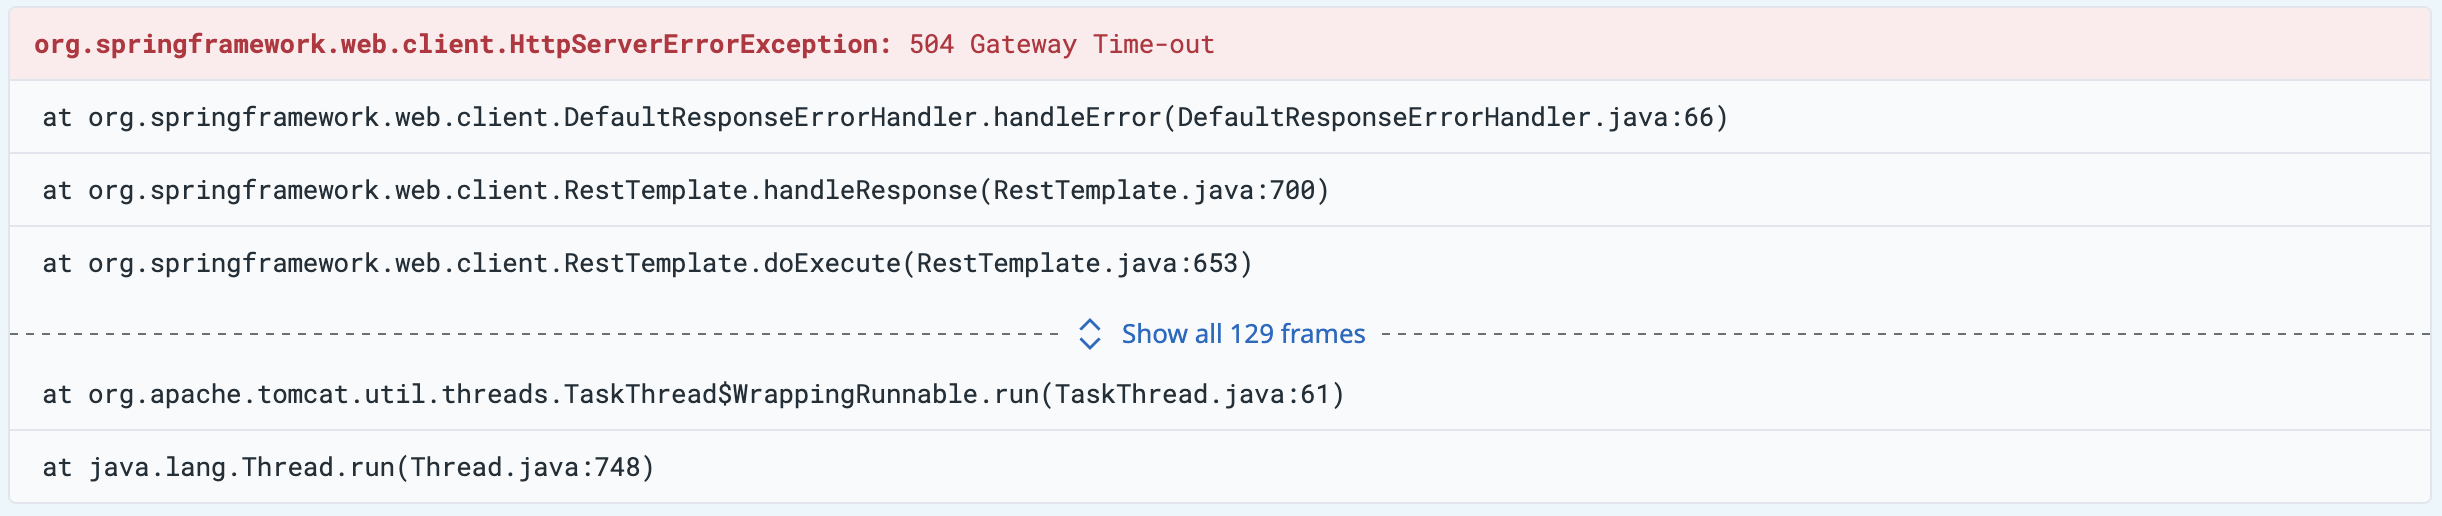 org.springframework.web.client.HttpServerErrorException: 504 Gateway Time-out
at org.springframework.web.client.DefaultResponseErrorHandler.handleError(DefaultResponseErrorHandler.java:66)
at org.springframework.web.client.RestTemplate.handleResponse(RestTemplate.java:700)
at org.springframework.web.client.RestTemplate.doExecute(RestTemplate.java:653)
Show all 129 frames
at org.apache.tomcat.util.threads.TaskThread$WrappingRunnable.run(TaskThread.java:61)
at java.lang.Thread.run(Thread.java:748)